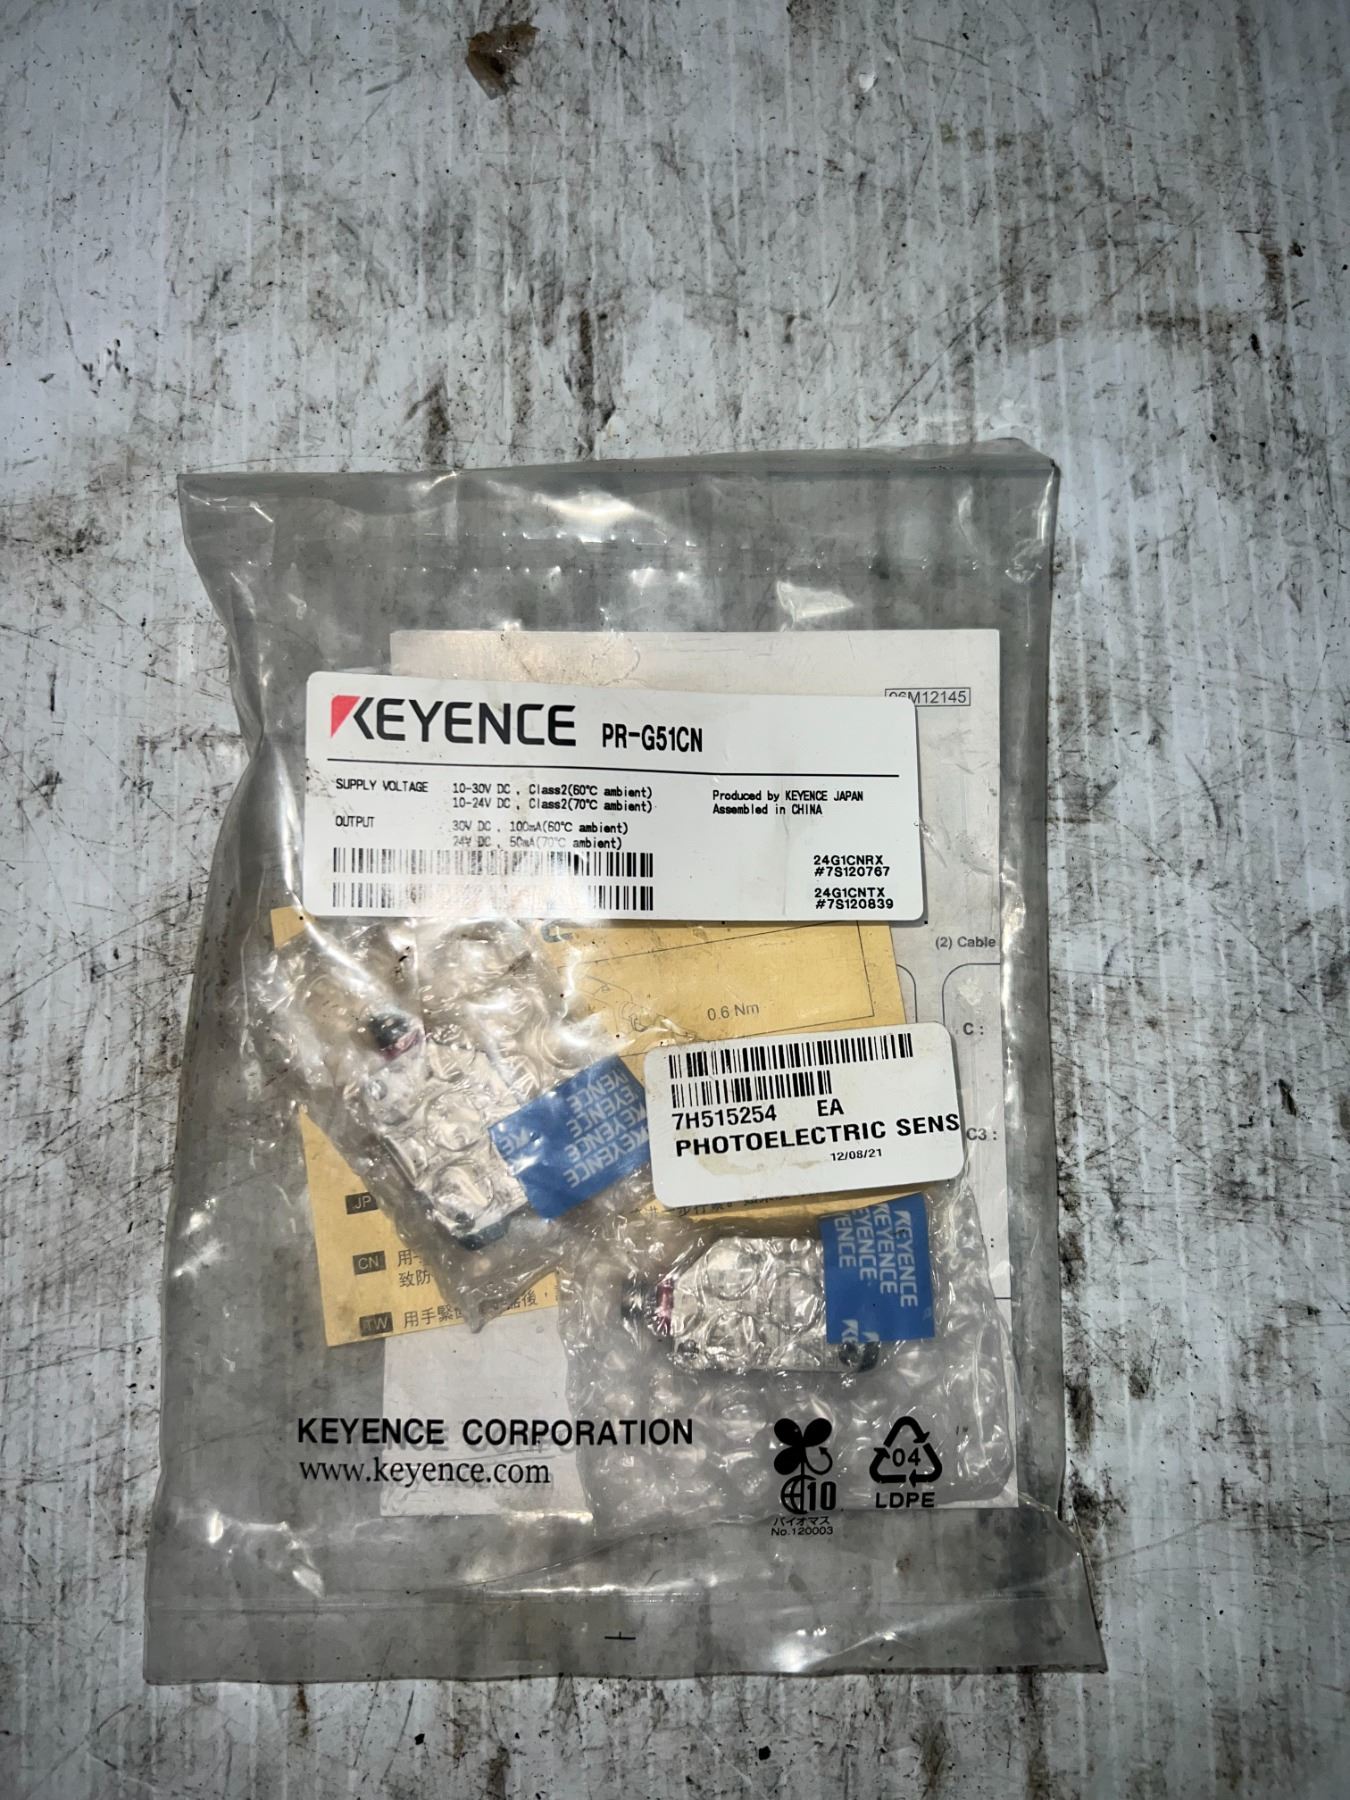 06M12145
KEYENCE PR-G51CN
SUPPLY VOLTAGE 10-30V DC , Class2(60°C ambient)
10-24V DC , Class2(70°C ambient)
Produced by KEYENCE JAPAN
Assembled in CHINA
OUTPUT 30V DC , 100mA(60°C ambient)
24V DC , 50mA(70°C ambient)
24G1CNRX
#7S120767
24G1CNTX
#7S120839
(2) Cable
0.6 Nm
C :
7H515254 EA
PHOTOELECTRIC SENS
12/08/21
C3 :
KEYENCE
KEYENCE
KEYENCE
JP
CN 用
致防
TW 用手緊
KEYENCE
KEYENCE
KEYENCE
KEYENCE CORPORATION
www.keyence.com
10
バイオマス
No.120003
04
LDPE